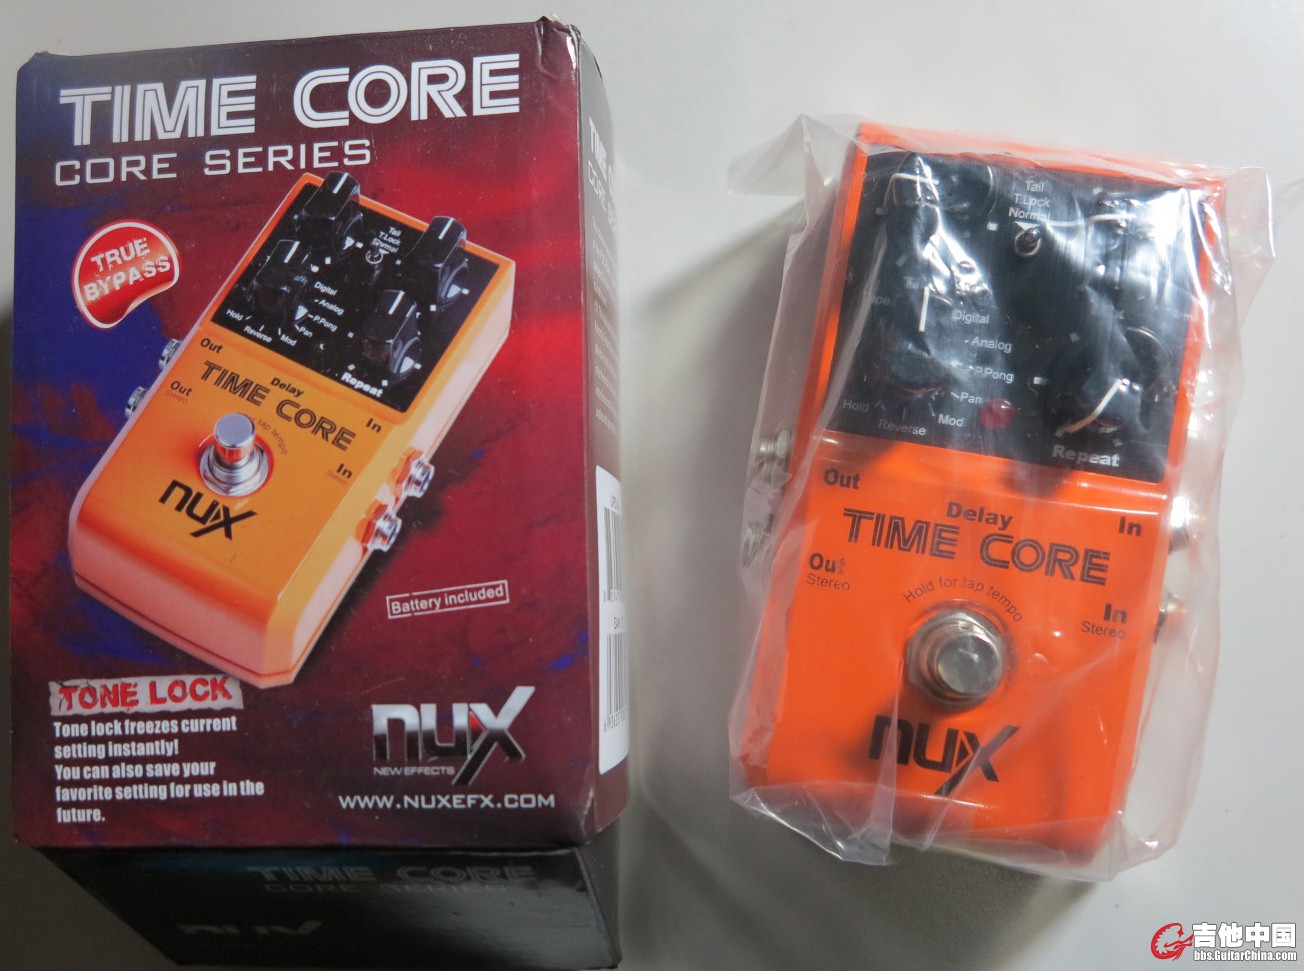 TIME CORE
CORE SERIES
TRUE
BYPASS
Tail
T.Lock
Normal
Digital
Analog
P.Pong
Pan
Mod
Reverse
Hold
Repeat
Out
Delay
TIME CORE
In
Out
Stereo
tap tempo
In
nuX
Battery included
TONE LOCK
Tone lock freezes current
setting instantly!
You can also save your
favorite setting for use in the
future.
nuX
NEW EFFECTS
WWW.NUXEFX.COM
TIME CORE
CORE SERIES
Tail
T.Lock
Normal
Digital
Analog
P.Pong
Pan
Mod
Reverse
Hold
Repeat
Out
Delay
In
TIME CORE
Out
Stereo
Hold for tap tempo
In
Stereo
nuX
吉他中国
bbs.GuitarChina.com